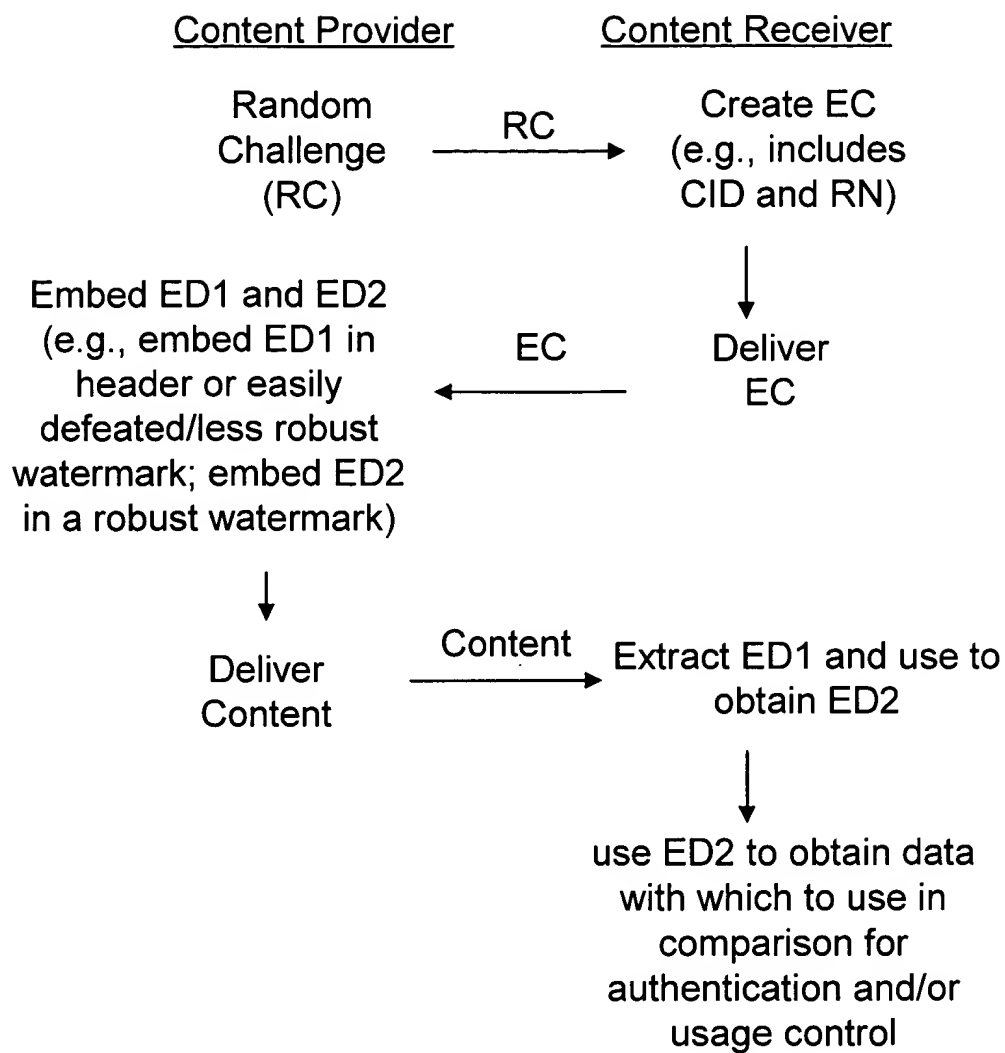 Content Provider
Content Receiver
Random
Challenge
(RC)
RC
Create EC
(e.g., includes
CID and RN)
Embed ED1 and ED2
(e.g., embed ED1 in
header or easily
defeated/less robust
watermark; embed ED2
in a robust watermark)
EC
Deliver
EC
Deliver
Content
Content
Extract ED1 and use to
obtain ED2
use ED2 to obtain data
with which to use in
comparison for
authentication and/or
usage control